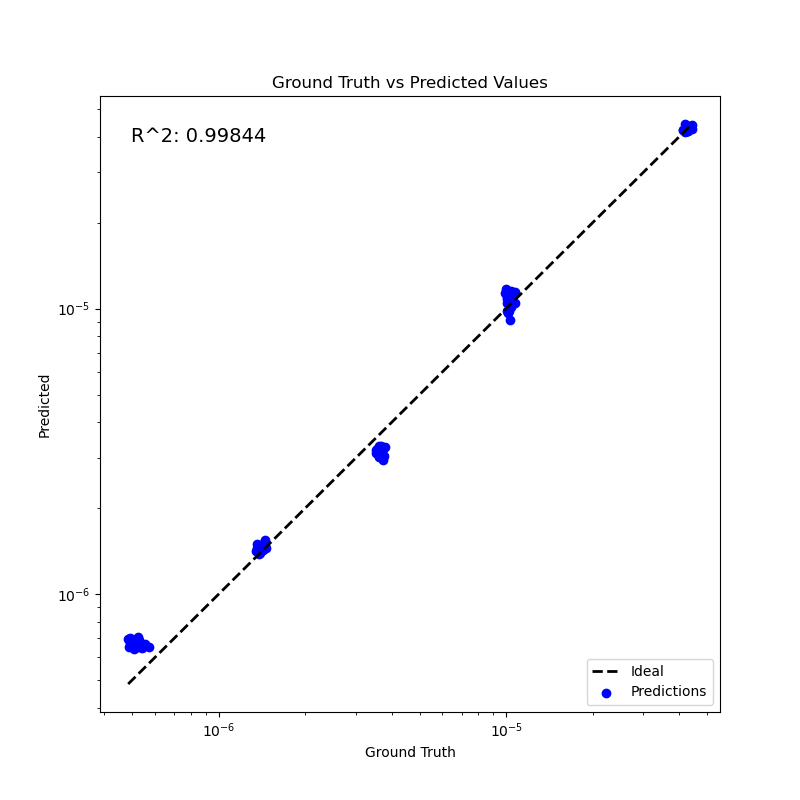 Ground Truth vs Predicted Values
R^2: 0.99844
Predicted
10⁻⁵
10⁻⁶
Ideal
Predictions
10⁻⁶
10⁻⁵
Ground Truth